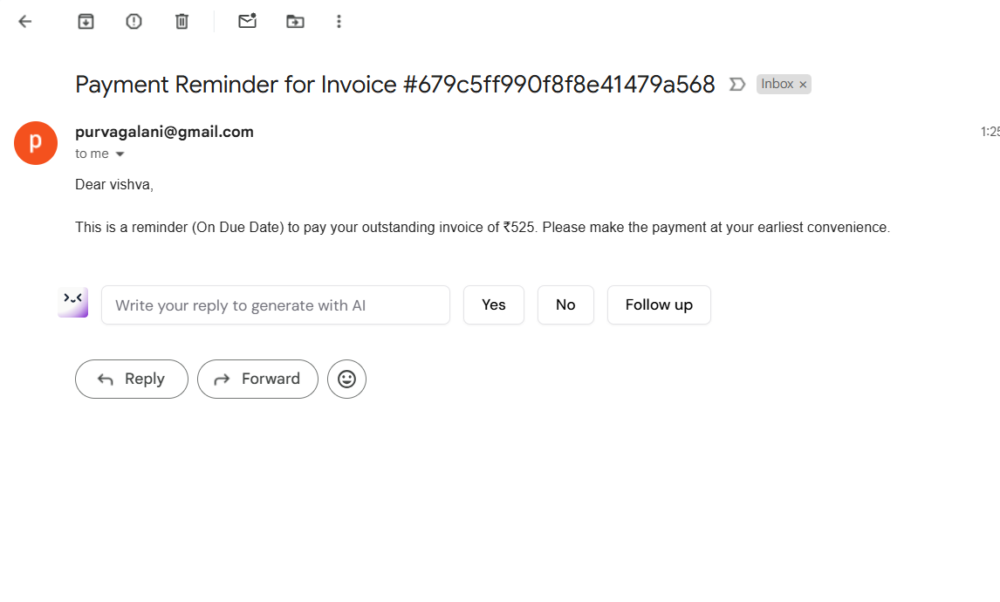 Payment Reminder for Invoice #679c5ff990f8f8e41479a568 Inbox ×
p
purvagalani@gmail.com 1:25
to me
Dear vishva,
This is a reminder (On Due Date) to pay your outstanding invoice of ₹525. Please make the payment at your earliest convenience.
Write your reply to generate with AI Yes No Follow up
Reply Forward